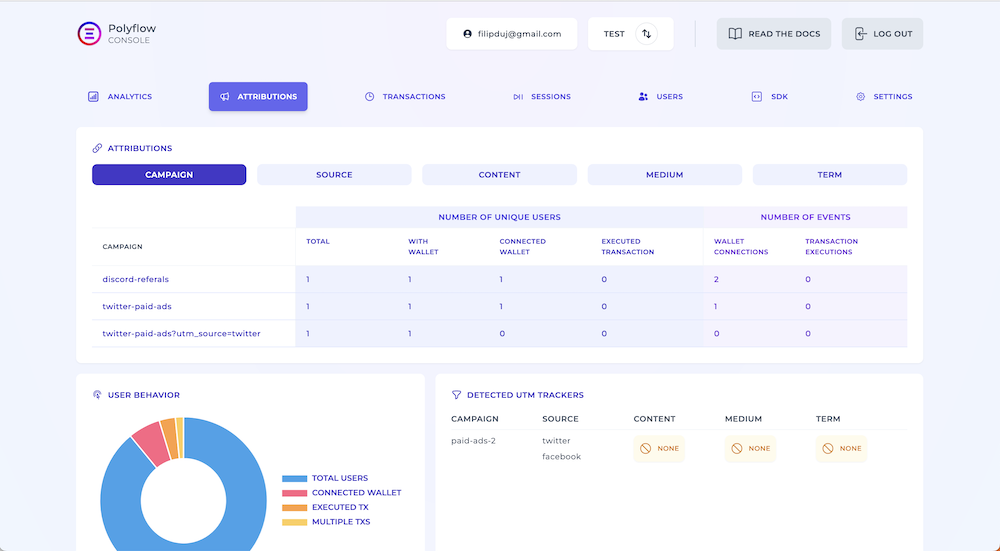 Polyflow
CONSOLE
filipduj@gmail.com
TEST
READ THE DOCS
LOG OUT
ANALYTICS
ATTRIBUTIONS
TRANSACTIONS
SESSIONS
USERS
SDK
SETTINGS
ATTRIBUTIONS
CAMPAIGN
SOURCE
CONTENT
MEDIUM
TERM
NUMBER OF UNIQUE USERS
NUMBER OF EVENTS
CAMPAIGN
TOTAL
WITH
WALLET
CONNECTED
WALLET
EXECUTED
TRANSACTION
WALLET
CONNECTIONS
TRANSACTION
EXECUTIONS
discord-referals 1 1 1 0 2 0
twitter-paid-ads 1 1 1 0 1 0
twitter-paid-ads?utm_source=twitter 1 1 0 0 0 0
USER BEHAVIOR
TOTAL USERS
CONNECTED WALLET
EXECUTED TX
MULTIPLE TXS
DETECTED UTM TRACKERS
CAMPAIGN SOURCE CONTENT MEDIUM TERM
paid-ads-2 twitter
facebook
NONE NONE NONE